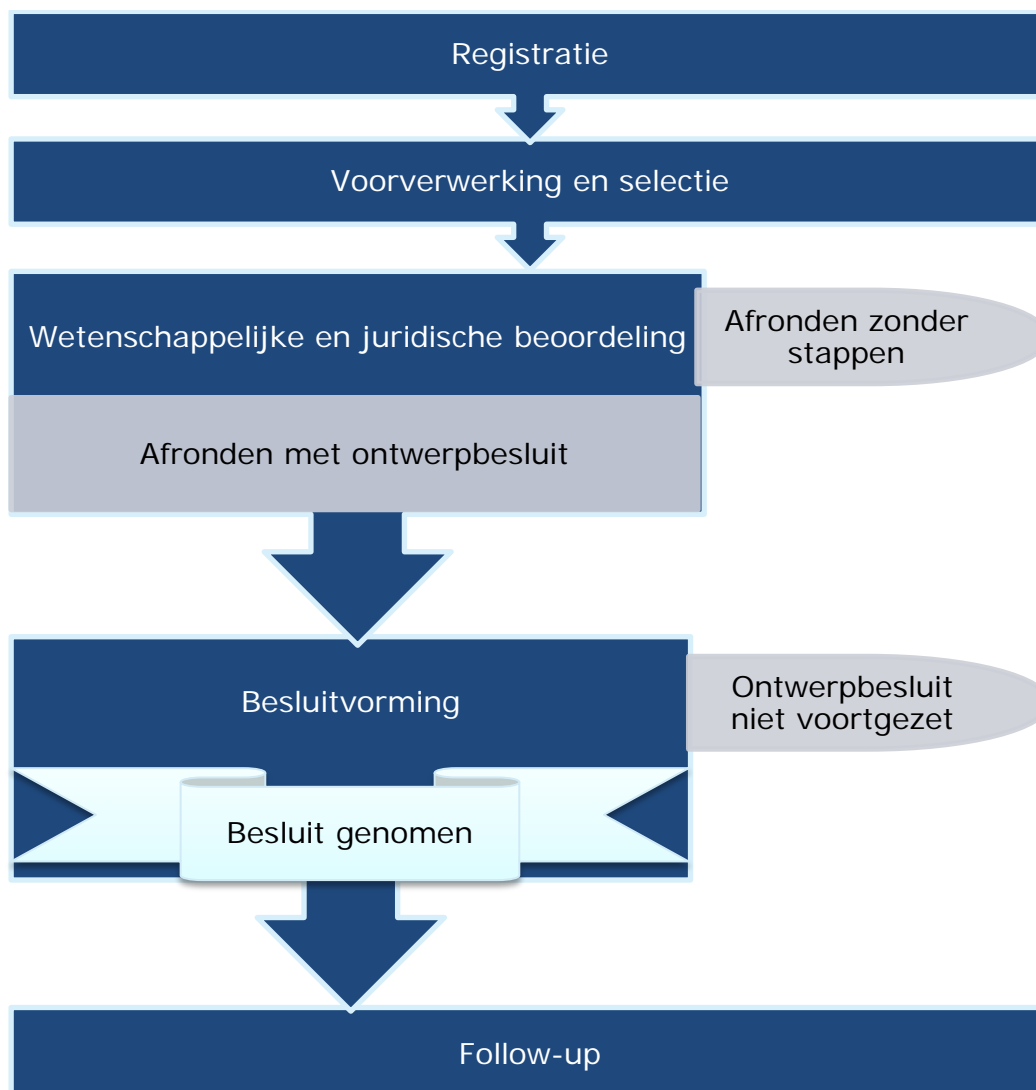 Registratie
Voorverwerking en selectie
Wetenschappelijke en juridische beoordeling
Afronden zonder
stappen
Afronden met ontwerpbesluit
Besluitvorming
Ontwerpbesluit
niet voortgezet
Besluit genomen
Follow-up